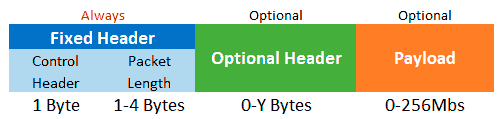 Always Optional Optional
Fixed Header
Optional Header
Payload
Control Packet
Header Length
1 Byte 1-4 Bytes 0-Y Bytes 0-256Mbs